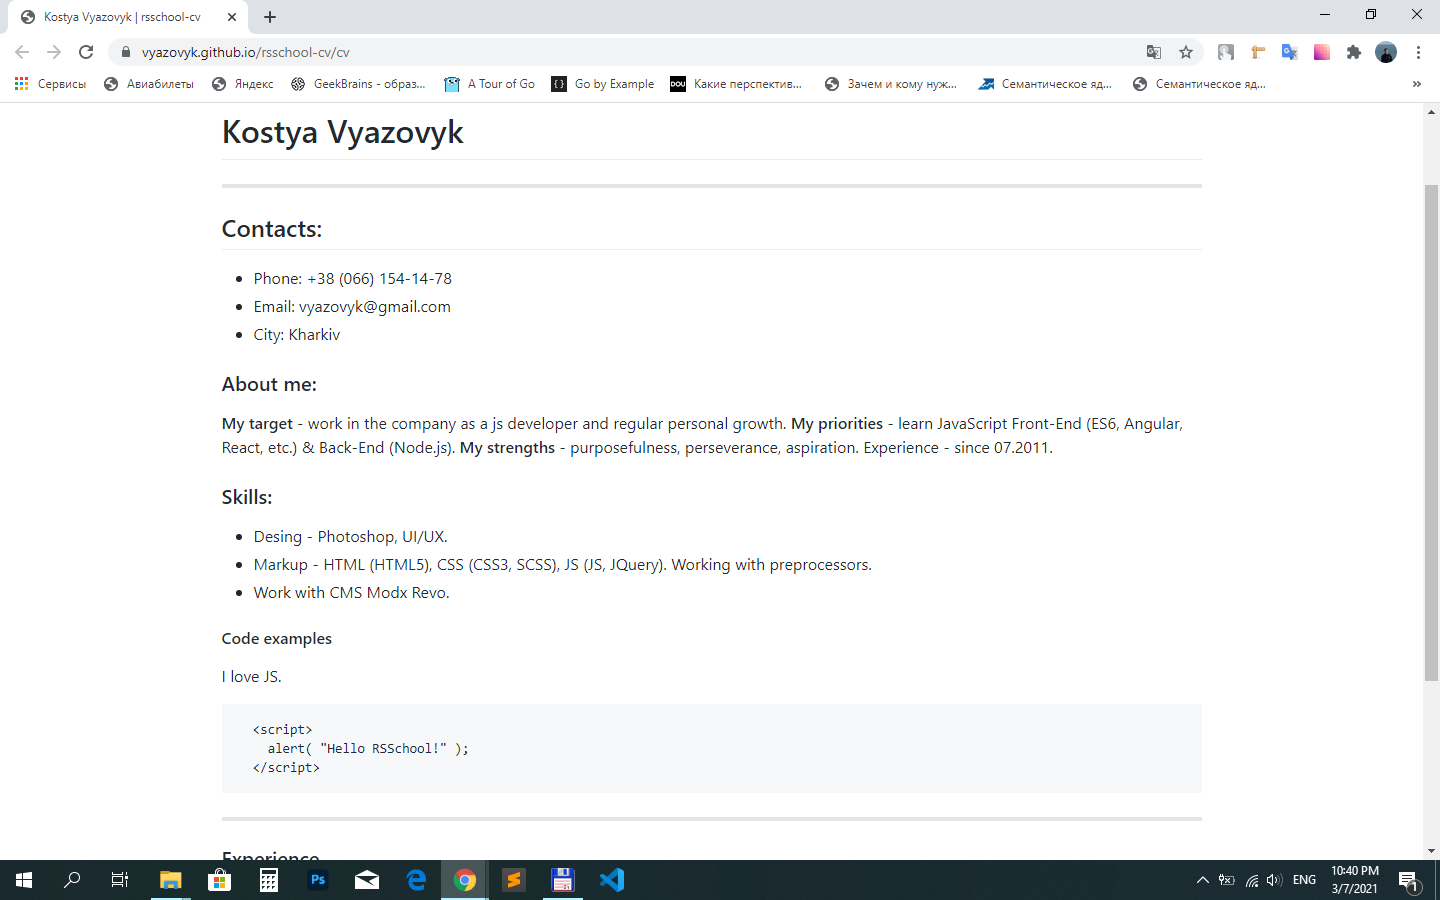 Kostya Vyazovyk | rsschool-cv
vyazovyk.github.io/rsschool-cv/cv
Сервисы Авиабилеты Яндекс GeekBrains - образ... A Tour of Go Go by Example DOU Какие перспектив... Зачем и кому нуж... Семантическое яд... Семантическое яд... »
Kostya Vyazovyk
Contacts:
• Phone: +38 (066) 154-14-78
• Email: vyazovyk@gmail.com
• City: Kharkiv
About me:
My target - work in the company as a js developer and regular personal growth. My priorities - learn JavaScript Front-End (ES6, Angular,
React, etc.) & Back-End (Node.js). My strengths - purposefulness, perseverance, aspiration. Experience - since 07.2011.
Skills:
• Desing - Photoshop, UI/UX.
• Markup - HTML (HTML5), CSS (CSS3, SCSS), JS (JS, JQuery). Working with preprocessors.
• Work with CMS Modx Revo.
Code examples
I love JS.
<script>
alert( "Hello RSSchool!" );
</script>
Experience
Ps
ENG
10:40 PM
3/7/2021
1